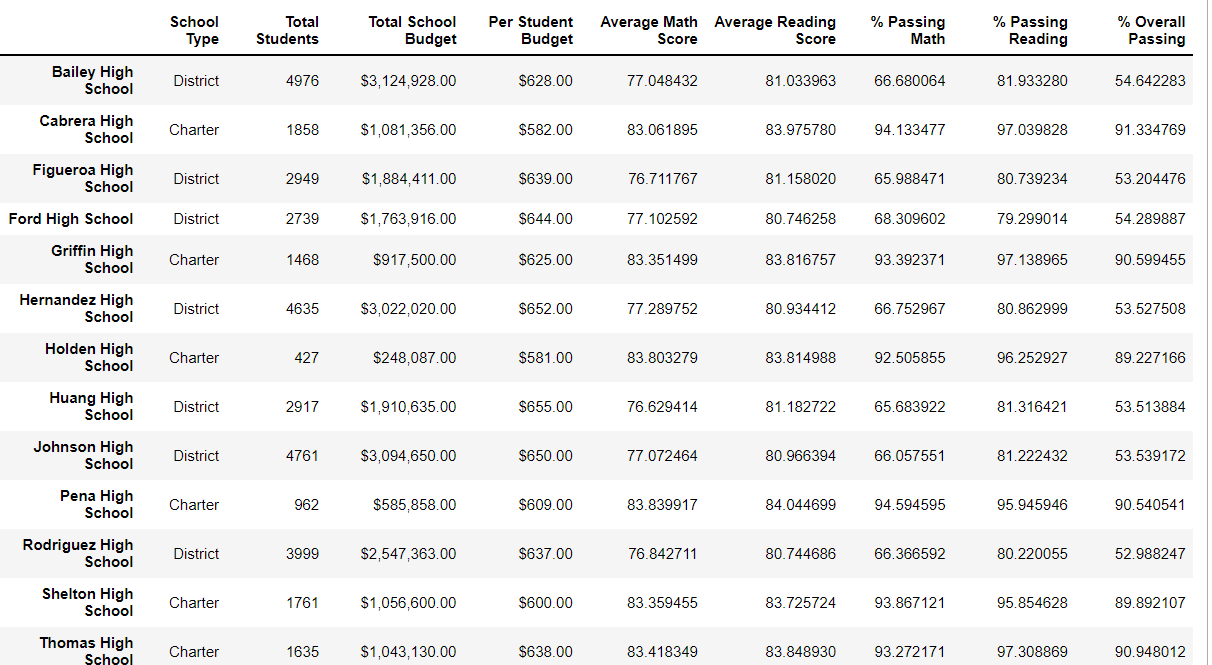 School Type Total Students Total School Budget Per Student Budget Average Math Score Average Reading Score % Passing Math % Passing Reading % Overall Passing
Bailey High School District 4976 $3,124,928.00 $628.00 77.048432 81.033963 66.680064 81.933280 54.642283
Cabrera High School Charter 1858 $1,081,356.00 $582.00 83.061895 83.975780 94.133477 97.039828 91.334769
Figueroa High School District 2949 $1,884,411.00 $639.00 76.711767 81.158020 65.988471 80.739234 53.204476
Ford High School District 2739 $1,763,916.00 $644.00 77.102592 80.746258 68.309602 79.299014 54.289887
Griffin High School Charter 1468 $917,500.00 $625.00 83.351499 83.816757 93.392371 97.138965 90.599455
Hernandez High School District 4635 $3,022,020.00 $652.00 77.289752 80.934412 66.752967 80.862999 53.527508
Holden High School Charter 427 $248,087.00 $581.00 83.803279 83.814988 92.505855 96.252927 89.227166
Huang High School District 2917 $1,910,635.00 $655.00 76.629414 81.182722 65.683922 81.316421 53.513884
Johnson High School District 4761 $3,094,650.00 $650.00 77.072464 80.966394 66.057551 81.222432 53.539172
Pena High School Charter 962 $585,858.00 $609.00 83.839917 84.044699 94.594595 95.945946 90.540541
Rodriguez High School District 3999 $2,547,363.00 $637.00 76.842711 80.744686 66.366592 80.220055 52.988247
Shelton High School Charter 1761 $1,056,600.00 $600.00 83.359455 83.725724 93.867121 95.854628 89.892107
Thomas High School Charter 1635 $1,043,130.00 $638.00 83.418349 83.848930 93.272171 97.308869 90.948012